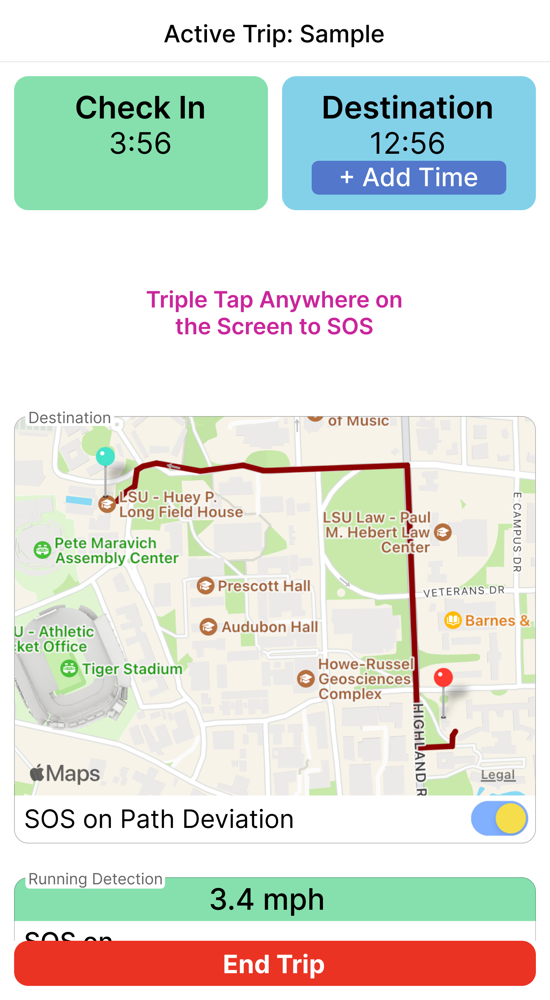 Active Trip: Sample
Check In
3:56
Destination
12:56
+ Add Time
Triple Tap Anywhere on
the Screen to SOS
Destination
of Music
LSU - Huey P.
Long Field House
LSU Law - Paul
M. Hebert Law
Center
E CAMPUS DR
Pete Maravich
Assembly Center
Prescott Hall
VETERANS DR
Barnes &
Audubon Hall
U - Athletic
ket Office
Tiger Stadium
Howe-Russel
Geosciences
Complex
HIGHLAND R
Maps
Legal
SOS on Path Deviation
Running Detection
3.4 mph
SOS on
End Trip